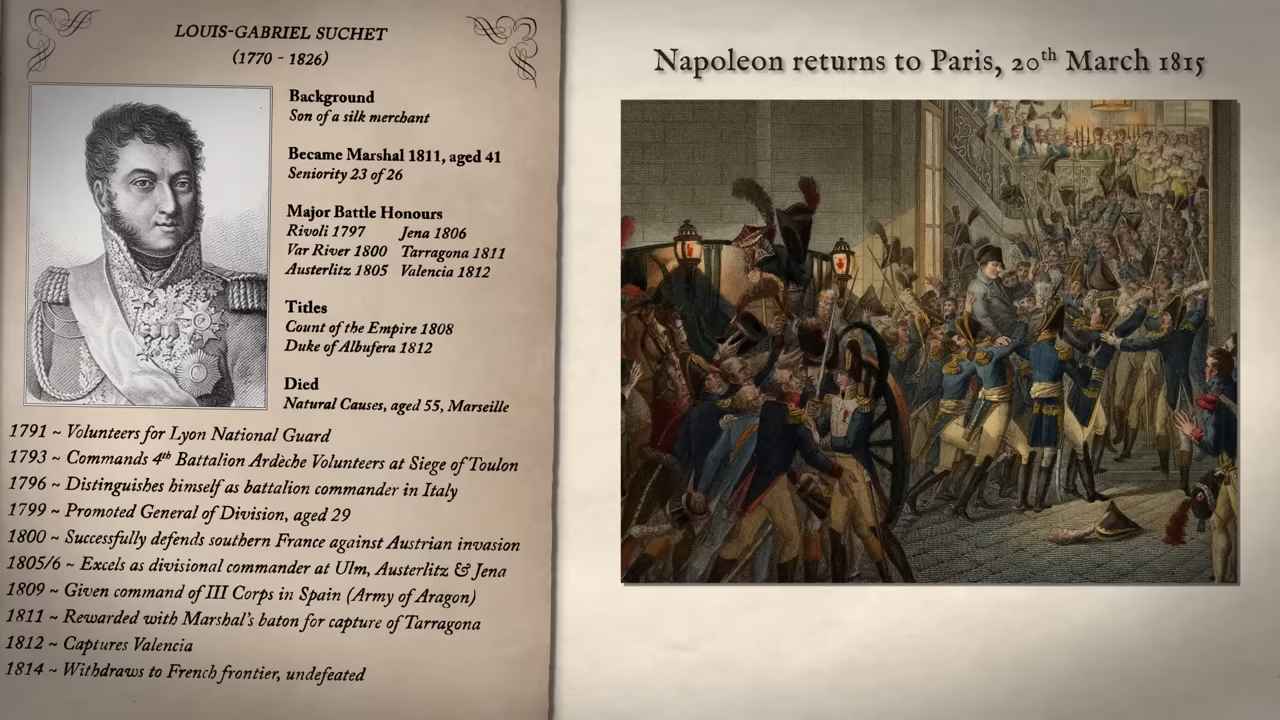 LOUIS-GABRIEL SUCHET
(1770 - 1826)
Background
Son of a silk merchant
Became Marshal 1811, aged 41
Seniority 23 of 26
Major Battle Honours
Rivoli 1797 Jena 1806
Var River 1800 Tarragona 1811
Austerlitz 1805 Valencia 1812
Titles
Count of the Empire 1808
Duke of Albufera 1812
Died
Natural Causes, aged 55, Marseille
1791 ~ Volunteers for Lyon National Guard
1793 ~ Commands 4th Battalion Ardèche Volunteers at Siege of Toulon
1796 ~ Distinguishes himself as battalion commander in Italy
1799 ~ Promoted General of Division, aged 29
1800 ~ Successfully defends southern France against Austrian invasion
1805/6 ~ Excels as divisional commander at Ulm, Austerlitz & Jena
1809 ~ Given command of III Corps in Spain (Army of Aragon)
1811 ~ Rewarded with Marshal's baton for capture of Tarragona
1812 ~ Captures Valencia
1814 ~ Withdraws to French frontier, undefeated
Napoleon returns to Paris, 20th March 1815